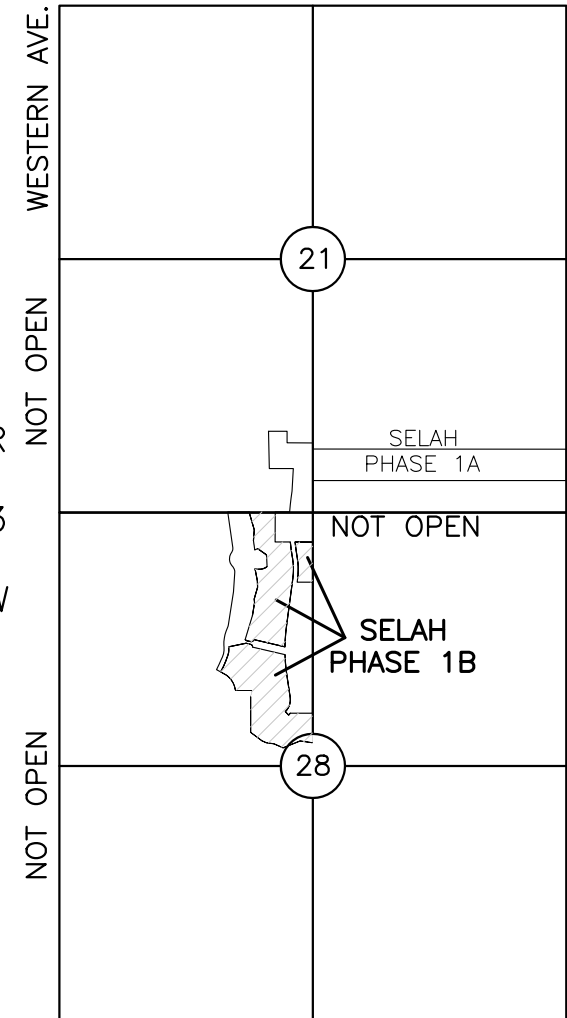 WESTERN AVE.
21
NOT OPEN
SELAH
PHASE 1A
NOT OPEN
SELAH
PHASE 1B
28
NOT OPEN